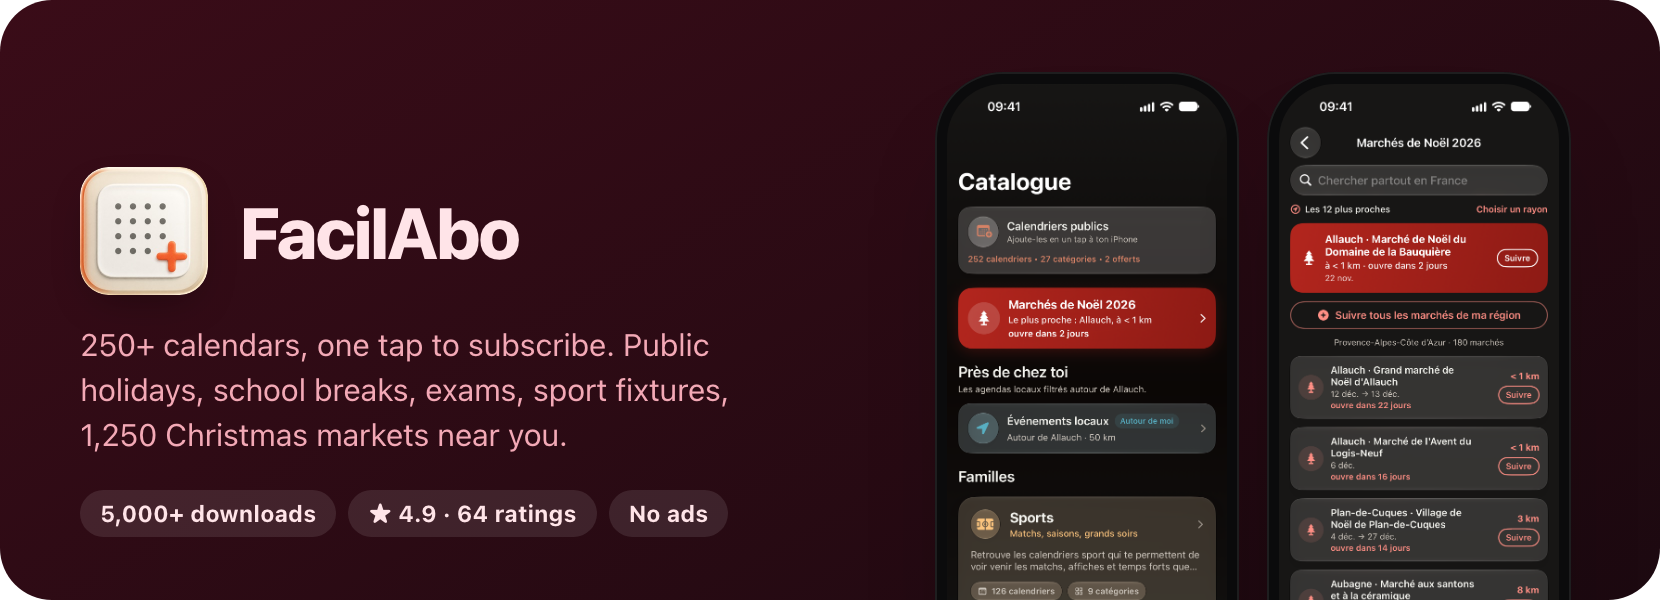 FacilAbo
250+ calendars, one tap to subscribe. Public
holidays, school breaks, exams, sport fixtures,
1,250 Christmas markets near you.
5,000+ downloads
★ 4.9 · 64 ratings
No ads
09:41
Catalogue
Calendriers publics
Ajoute-les en un tap à ton iPhone
252 calendriers • 27 catégories • 2 offerts
Marchés de Noël 2026
Le plus proche : Allauch, à < 1 km
ouvre dans 2 jours
Près de chez toi
Les agendas locaux filtrés autour de Allauch.
Événements locaux Autour de moi
Autour de Allauch · 50 km
Familles
Sports
Matchs, saisons, grands soirs
Retrouve les calendriers sport qui te permettent de
voir venir les matchs, affiches et temps forts que...
126 calendriers 9 catégories
09:41
Marchés de Noël 2026
Chercher partout en France
Les 12 plus proches Choisir un rayon
Allauch · Marché de Noël du
Domaine de la Bauquière
à < 1 km · ouvre dans 2 jours
22 nov.
Suivre
Suivre tous les marchés de ma région
Provence-Alpes-Côte d'Azur · 180 marchés
Allauch · Grand marché de
Noël d'Allauch
12 déc. → 13 déc.
ouvre dans 22 jours
< 1 km
Suivre
Allauch · Marché de l'Avent du
Logis-Neuf
6 déc.
ouvre dans 16 jours
< 1 km
Suivre
Plan-de-Cuques · Village de
Noël de Plan-de-Cuques
4 déc. → 27 déc.
ouvre dans 14 jours
3 km
Suivre
Aubagne · Marché aux santons
et à la céramique
8 km